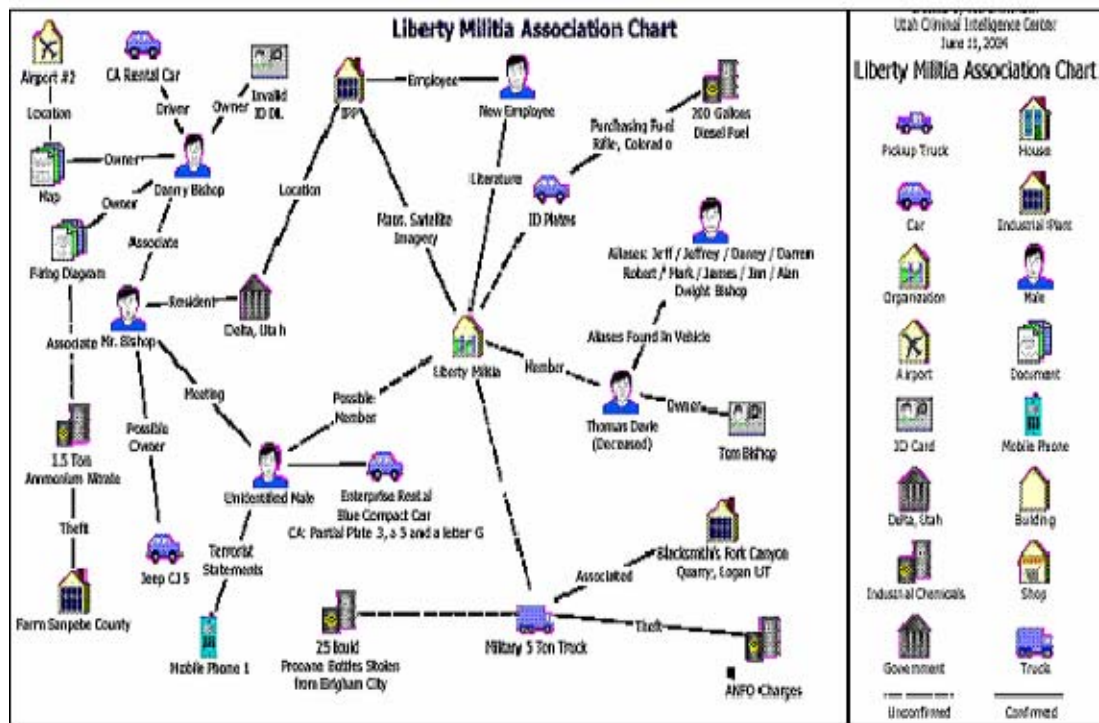 Liberty Militia Association Chart
Airport #2
CA Rental Car
Invalid
ID
IPP
Employee
New Employee
200 Gallons
Diesel Fuel
Location
Driver
Owner
Purchasing Fuel
Rifle, Colorado
Owner
Map
Danny Bishop
Location
Literature
ID Plates
Owner
Maps, Satellite
Imagery
Associate
Firing Diagram
Aliases: Jeff / Jeffrey / Danny / Darren
Robert / Mark / James / Jim / Alan
Dwight Bishop
Resident
Delta, Utah
Mr. Bishop
Associate
Aliases Found In Vehicle
Liberty Militia
Member
Meeting
Possible
Member
Owner
Thomas Davie
(Deceased)
Tom Bishop
Possible
Owner
1.5 Ton
Ammonium Nitrate
Unidentified Male
Enterprise Rental
Blue Compact Car
CA: Partial Plate 3, a 5 and a letter G
Theft
Jeep CJ 5
Terrorist
Statements
Blacksmith's Fort Canyon
Quarry, Logan UT
Associated
Farm Sanpebe County
Mobile Phone 1
25
Propane Bottles Stolen
from Brigham City
Military 5 Ton Truck
Theft
ANFO Charges
Utah Criminal Intelligence Center
June 11, 2004
Liberty Militia Association Chart
Pickup Truck
House
Car
Industrial Plant
Organization
Male
Airport
Document
ID Card
Mobile Phone
Delta, Utah
Building
Industrial Chemicals
Shop
Government
Truck
Unconfirmed
Confirmed